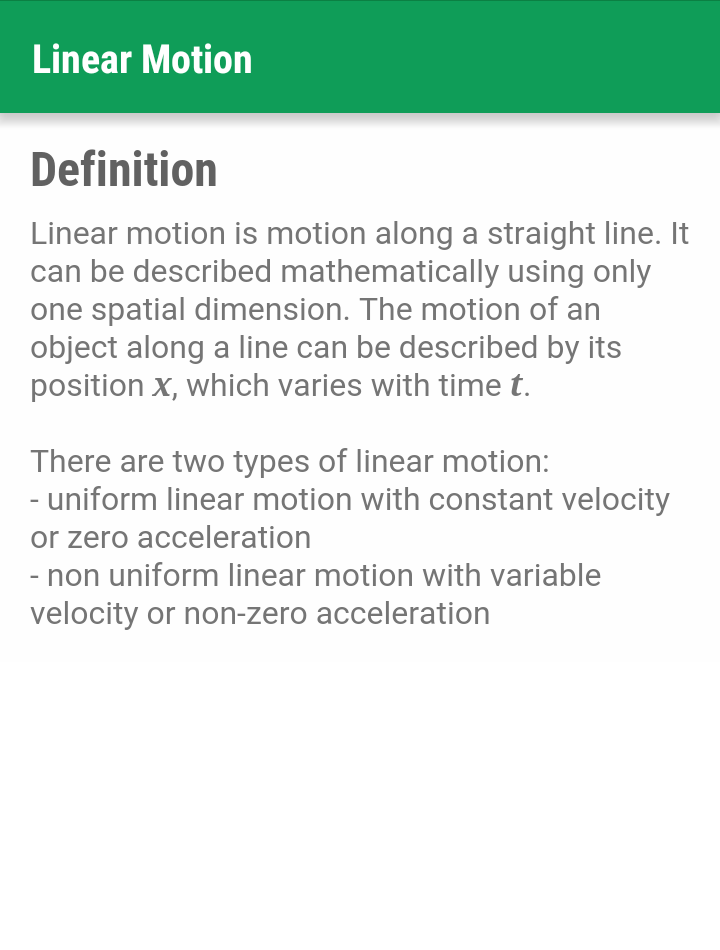 Linear Motion
Definition
Linear motion is motion along a straight line. It
can be described mathematically using only
one spatial dimension. The motion of an
object along a line can be described by its
position x, which varies with time t.
There are two types of linear motion:
- uniform linear motion with constant velocity
or zero acceleration
- non uniform linear motion with variable
velocity or non-zero acceleration